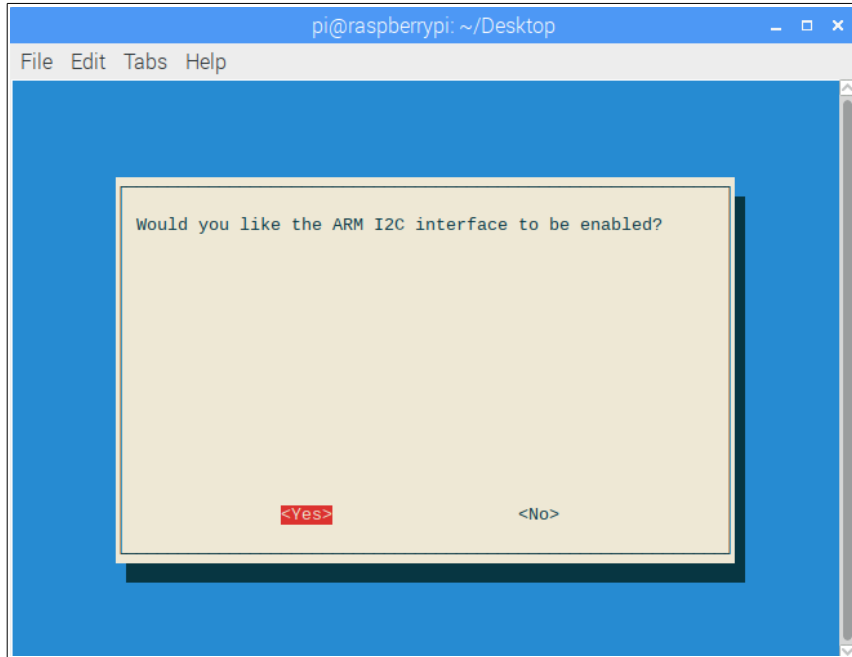 pi@raspberrypi: ~/Desktop
File Edit Tabs Help
Would you like the ARM I2C interface to be enabled?
<Yes> <No>